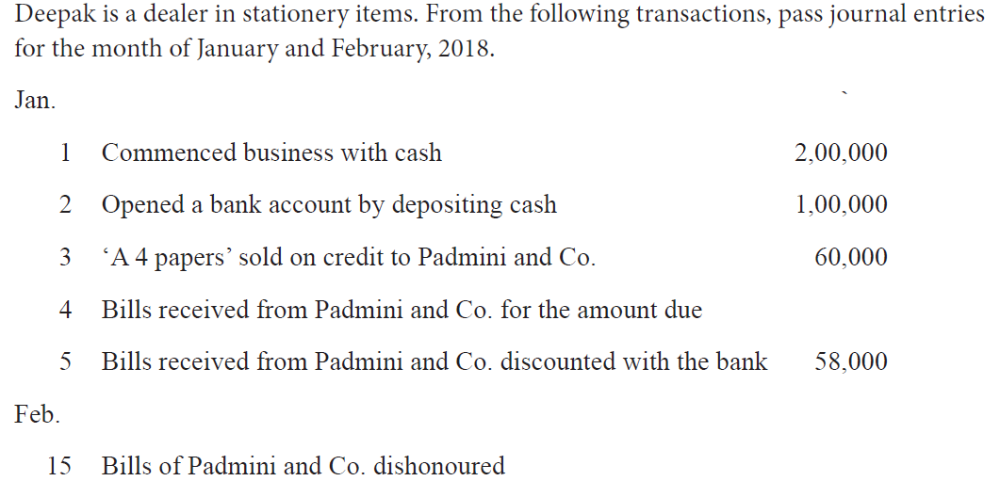 Deepak is a dealer in stationery items. From the following transactions, pass journal entries
for the month of January and February, 2018.
Jan. `
1 Commenced business with cash 2,00,000
2 Opened a bank account by depositing cash 1,00,000
3 ‘A 4 papers’ sold on credit to Padmini and Co. 60,000
4 Bills received from Padmini and Co. for the amount due
5 Bills received from Padmini and Co. discounted with the bank 58,000
Feb.
15 Bills of Padmini and Co. dishonoured